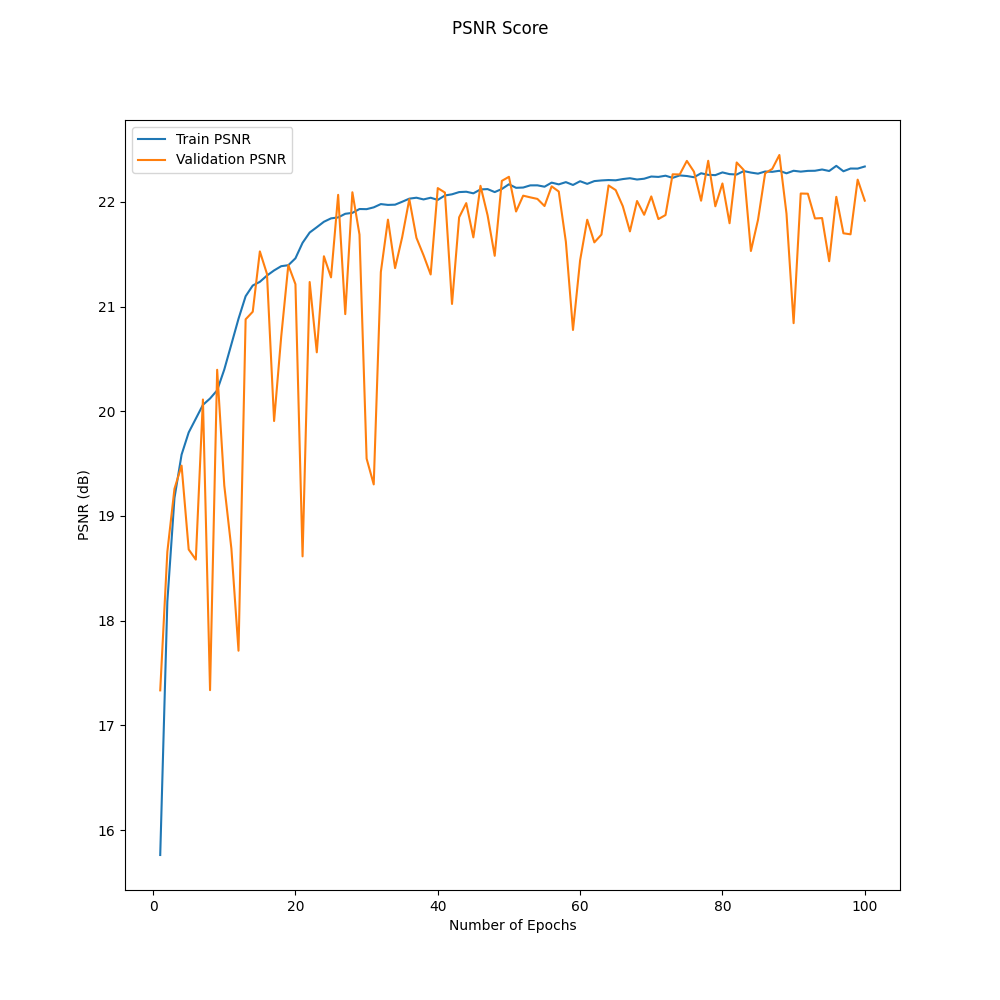 PSNR Score
Train PSNR
Validation PSNR
22
21
20
19
18
17
16
PSNR (dB)
0 20 40 60 80 100
Number of Epochs